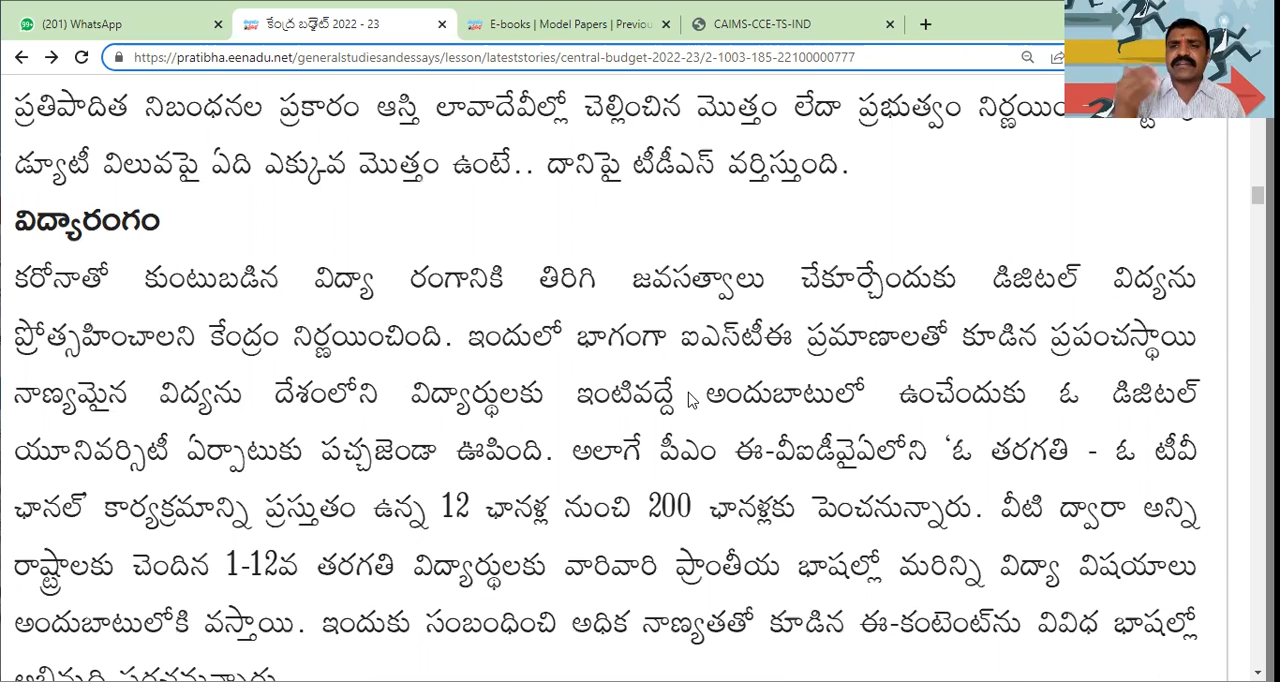 (201) WhatsApp
కేంద్ర బడ్జెట్ 2022 - 23
E-books | Model Papers | Previou
CAIMS-CCE-TS-IND
https://pratibha.eenadu.net/generalstudiesandessays/lesson/lateststories/central-budget-2022-23/2-1003-185-22100000777
ప్రతిపాదిత నిబంధనల ప్రకారం ఆస్తి లావాదేవీల్లో చెల్లించిన మొత్తం లేదా ప్రభుత్వం
డ్యూటీ విలువపై ఏది ఎక్కువ మొత్తం ఉంటే.. దానిపై టీడీఎస్ వర్తిస్తుంది.
విద్యారంగం
కరోనాతో కుంటుబడిన విద్యా రంగానికి తిరిగి జవసత్వాలు చేకూర్చేందుకు డిజిటల్ విద్యను
ప్రోత్సహించాలని కేంద్రం నిర్ణయించింది. ఇందులో భాగంగా ఐఎస్‌టీఈ ప్రమాణాలతో కూడిన ప్రపంచస్థాయి
నాణ్యమైన విద్యను దేశంలోని విద్యార్థులకు ఇంటివద్దే అందుబాటులో ఉంచేందుకు ఓ డిజిటల్
యూనివర్సిటీ ఏర్పాటుకు పచ్చజెండా ఊపింది. అలాగే పీఎం ఈ-వీఐడీవైఏలోని ‘ఓ తరగతి - ఓ టీవీ
ఛానల్’ కార్యక్రమాన్ని ప్రస్తుతం ఉన్న 12 ఛానళ్ల నుంచి 200 ఛానళ్లకు పెంచనున్నారు. వీటి ద్వారా అన్ని
రాష్ట్రాలకు చెందిన 1-12వ తరగతి విద్యార్థులకు వారివారి ప్రాంతీయ భాషల్లో మరిన్ని విద్యా విషయాలు
అందుబాటులోకి వస్తాయి. ఇందుకు సంబంధించి అధిక నాణ్యతతో కూడిన ఈ-కంటెంట్‌ను వివిధ భాషల్లో